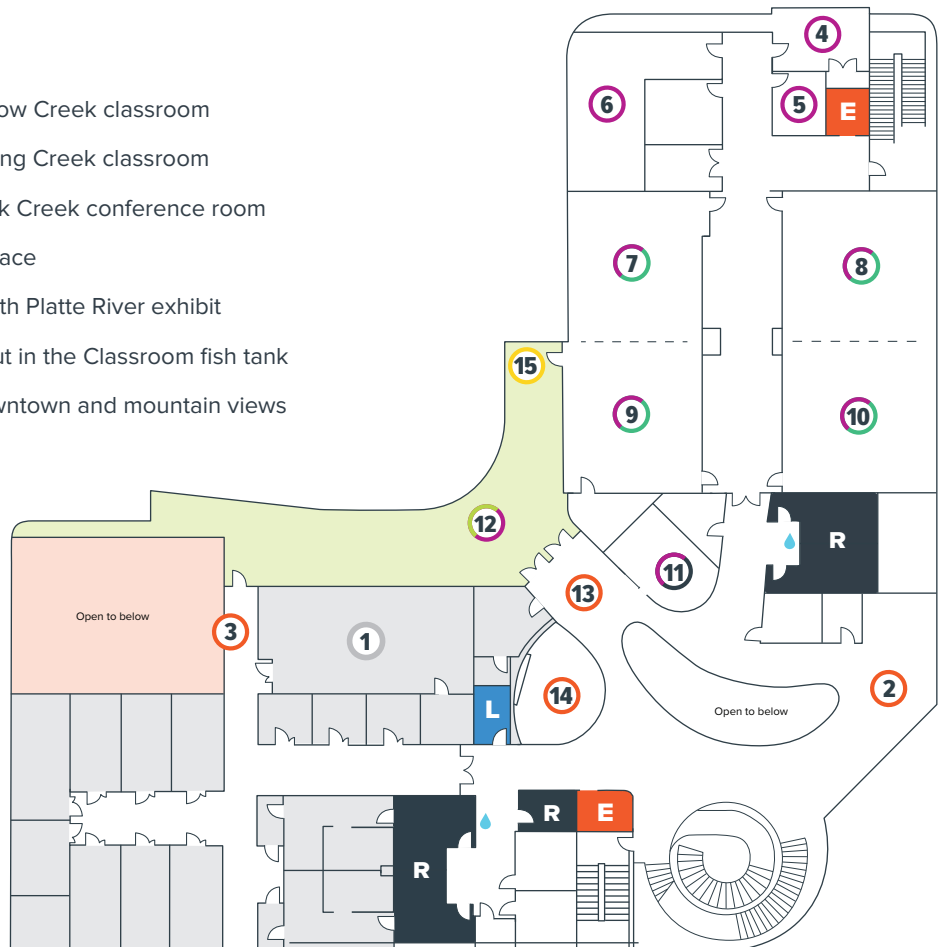 ow Creek classroom
ng Creek classroom
k Creek conference room
ace
th Platte River exhibit
ut in the Classroom fish tank
wntown and mountain views
4
6
5
E
7
8
15
9
10
12
R
11
13
Open to below
3
1
2
14
L
Open to below
R
E
R